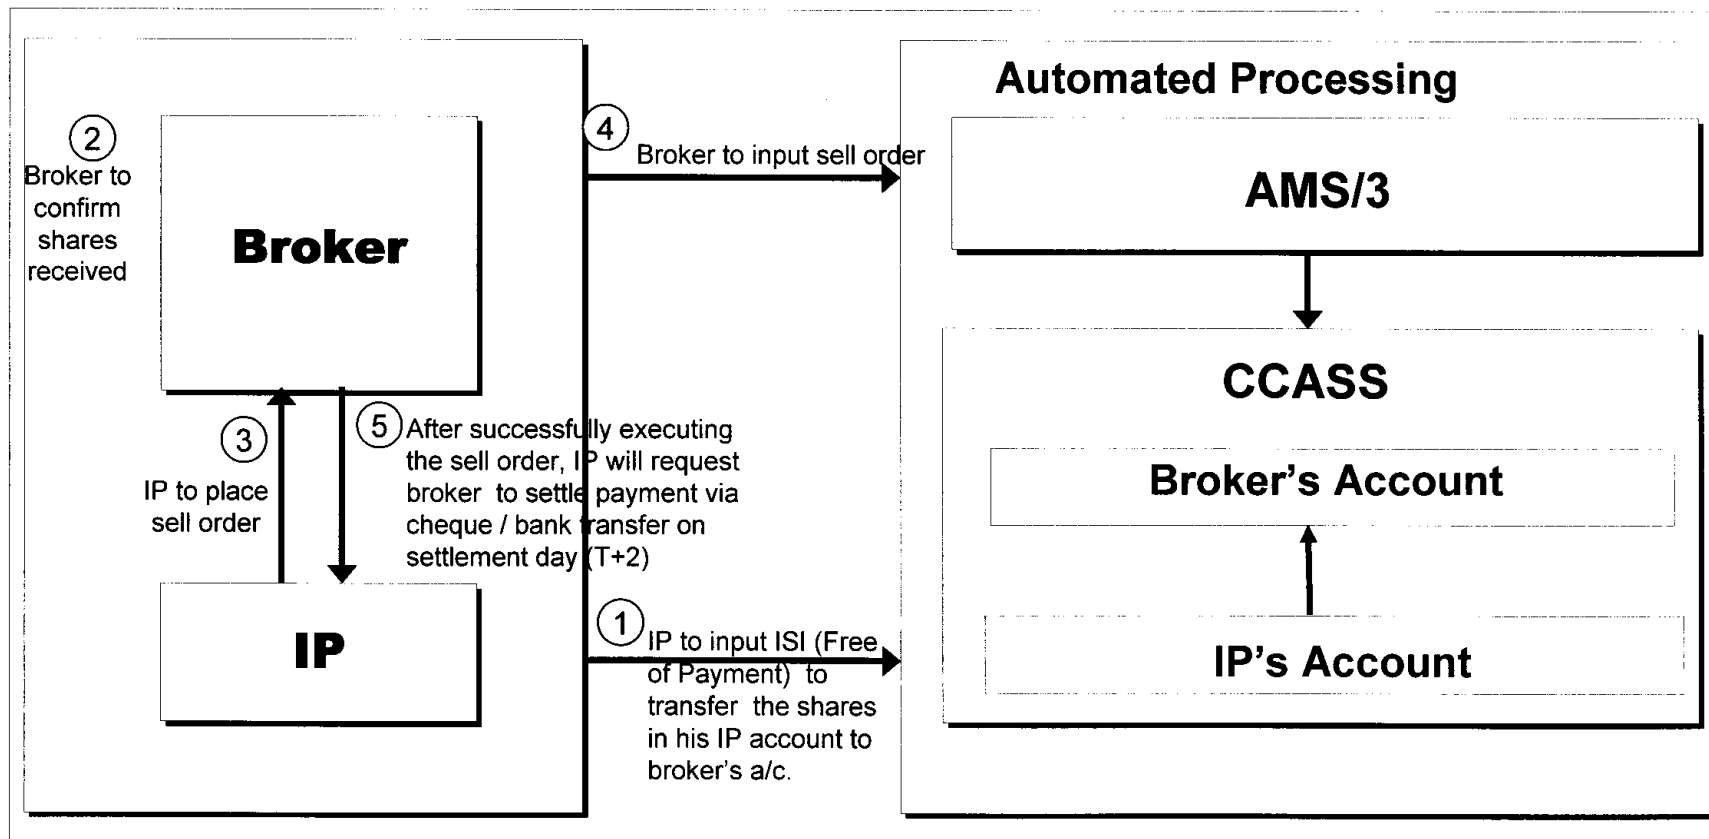 Automated Processing
2
Broker to
confirm
shares
received
Broker
4
Broker to input sell order
AMS/3
CCASS
3
IP to place
sell order
5
After successfully executing
the sell order, IP will request
broker to settle payment via
cheque / bank transfer on
settlement day (T+2)
Broker's Account
IP
1
IP to input ISI (Free
of Payment) to
transfer the shares
in his IP account to
broker's a/c.
IP's Account